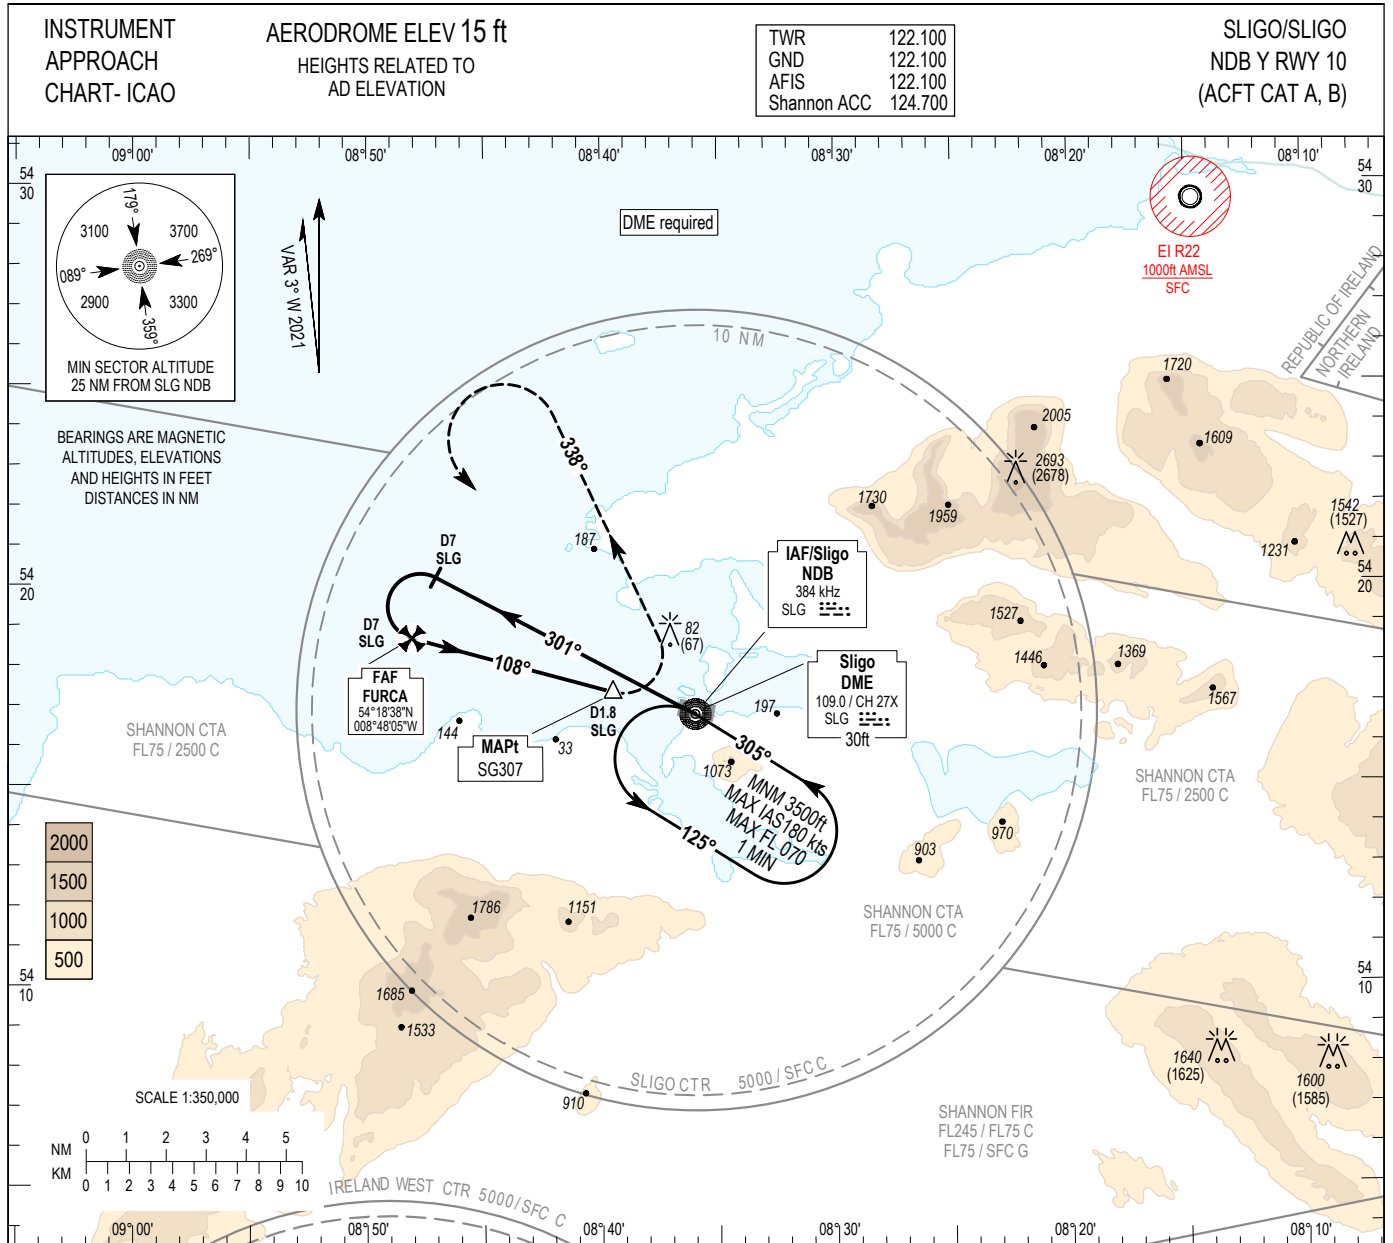 INSTRUMENT
APPROACH
CHART- ICAO
AERODROME ELEV 15 ft
HEIGHTS RELATED TO
AD ELEVATION
TWR 122.100
GND 122.100
AFIS 122.100
Shannon ACC 124.700
SLIGO/SLIGO
NDB Y RWY 10
(ACFT CAT A, B)
09°00' 08°50' 08°40' 08°30' 08°20' 08°10'
54
30
54
30
179°
3100 3700
089° 269°
2900 3300
359°
MIN SECTOR ALTITUDE
25 NM FROM SLG NDB
VAR 3° W 2021
DME required
EI R22
1000ft AMSL
SFC
REPUBLIC OF IRELAND
NORTHERN
IRELAND
BEARINGS ARE MAGNETIC
ALTITUDES, ELEVATIONS
AND HEIGHTS IN FEET
DISTANCES IN NM
10 NM
1720
2005
1609
338°
2693
(2678)
1730
1959
1542
(1527)
1231
187
D7
SLG
IAF/Sligo
NDB
384 kHz
SLG
54
20
54
20
1527
82
(67)
D7
SLG
301°
108°
1446
1369
1567
FAF
FURCA
54°18'38"N
008°48'05"W
Sligo
DME
109.0 / CH 27X
SLG
30ft
197
D1.8
SLG
144
33
MAPt
SG307
SHANNON CTA
FL75 / 2500 C
305°
1073
MNM 3500ft
MAX IAS180 kts
MAX FL 070
1 MIN
125°
SHANNON CTA
FL75 / 2500 C
970
903
2000
1500
1000
500
1786
1151
SHANNON CTA
FL75 / 5000 C
54
10
54
10
1685
1533
SLIGO CTR 5000/SFC C
910
1640
(1625)
1600
(1585)
SCALE 1:350,000
NM 0 1 2 3 4 5
KM 0 1 2 3 4 5 6 7 8 9 10
SHANNON FIR
FL245 / FL75 C
FL75 / SFC G
IRELAND WEST CTR 5000/SFC C
09°00' 08°50' 08°40' 08°30' 08°20' 08°10'